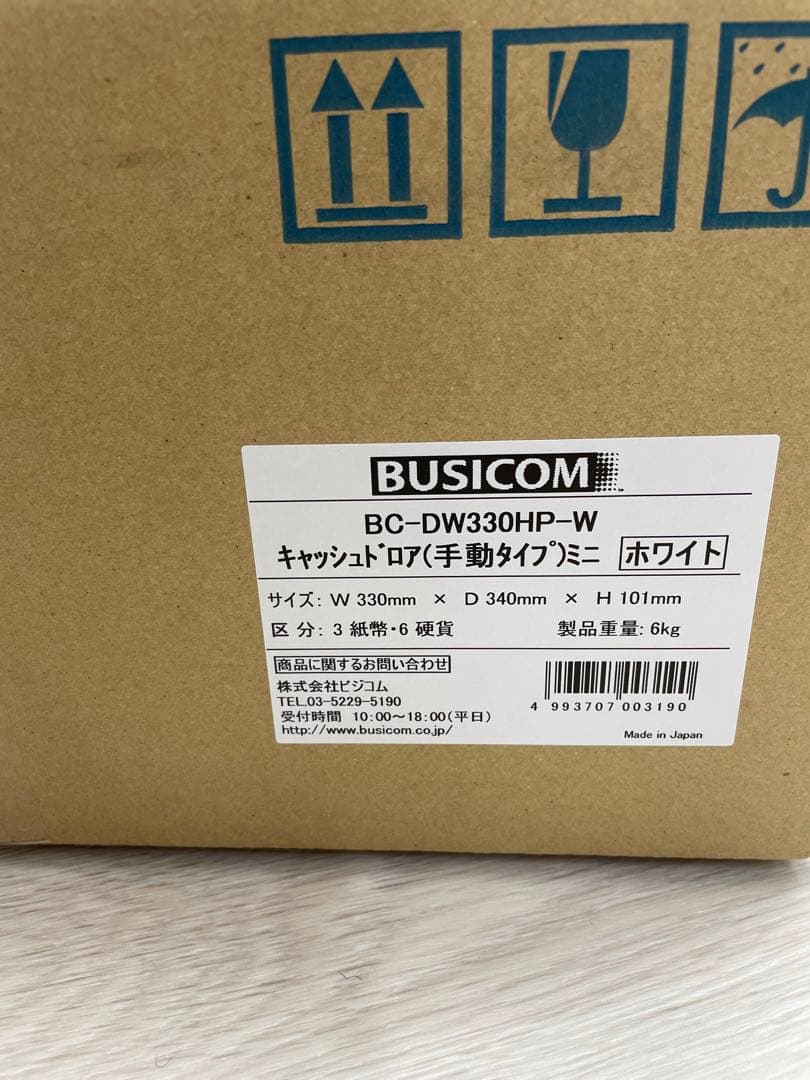 BUSICOM
BC-DW330HP-W
ｷｬｯｼｭﾄﾞﾛｱ(手動ﾀｲﾌﾟ)ﾐﾆ ホワイト
サイズ: W 330mm × D 340mm × H 101mm
区 分: 3 紙幣・6 硬貨 製品重量: 6kg
商品に関するお問い合わせ
株式会社ビジコム
TEL.03-5229-5190
受付時間 10:00～18:00(平日)
http://www.busicom.co.jp/
4 993707 003190
Made in Japan